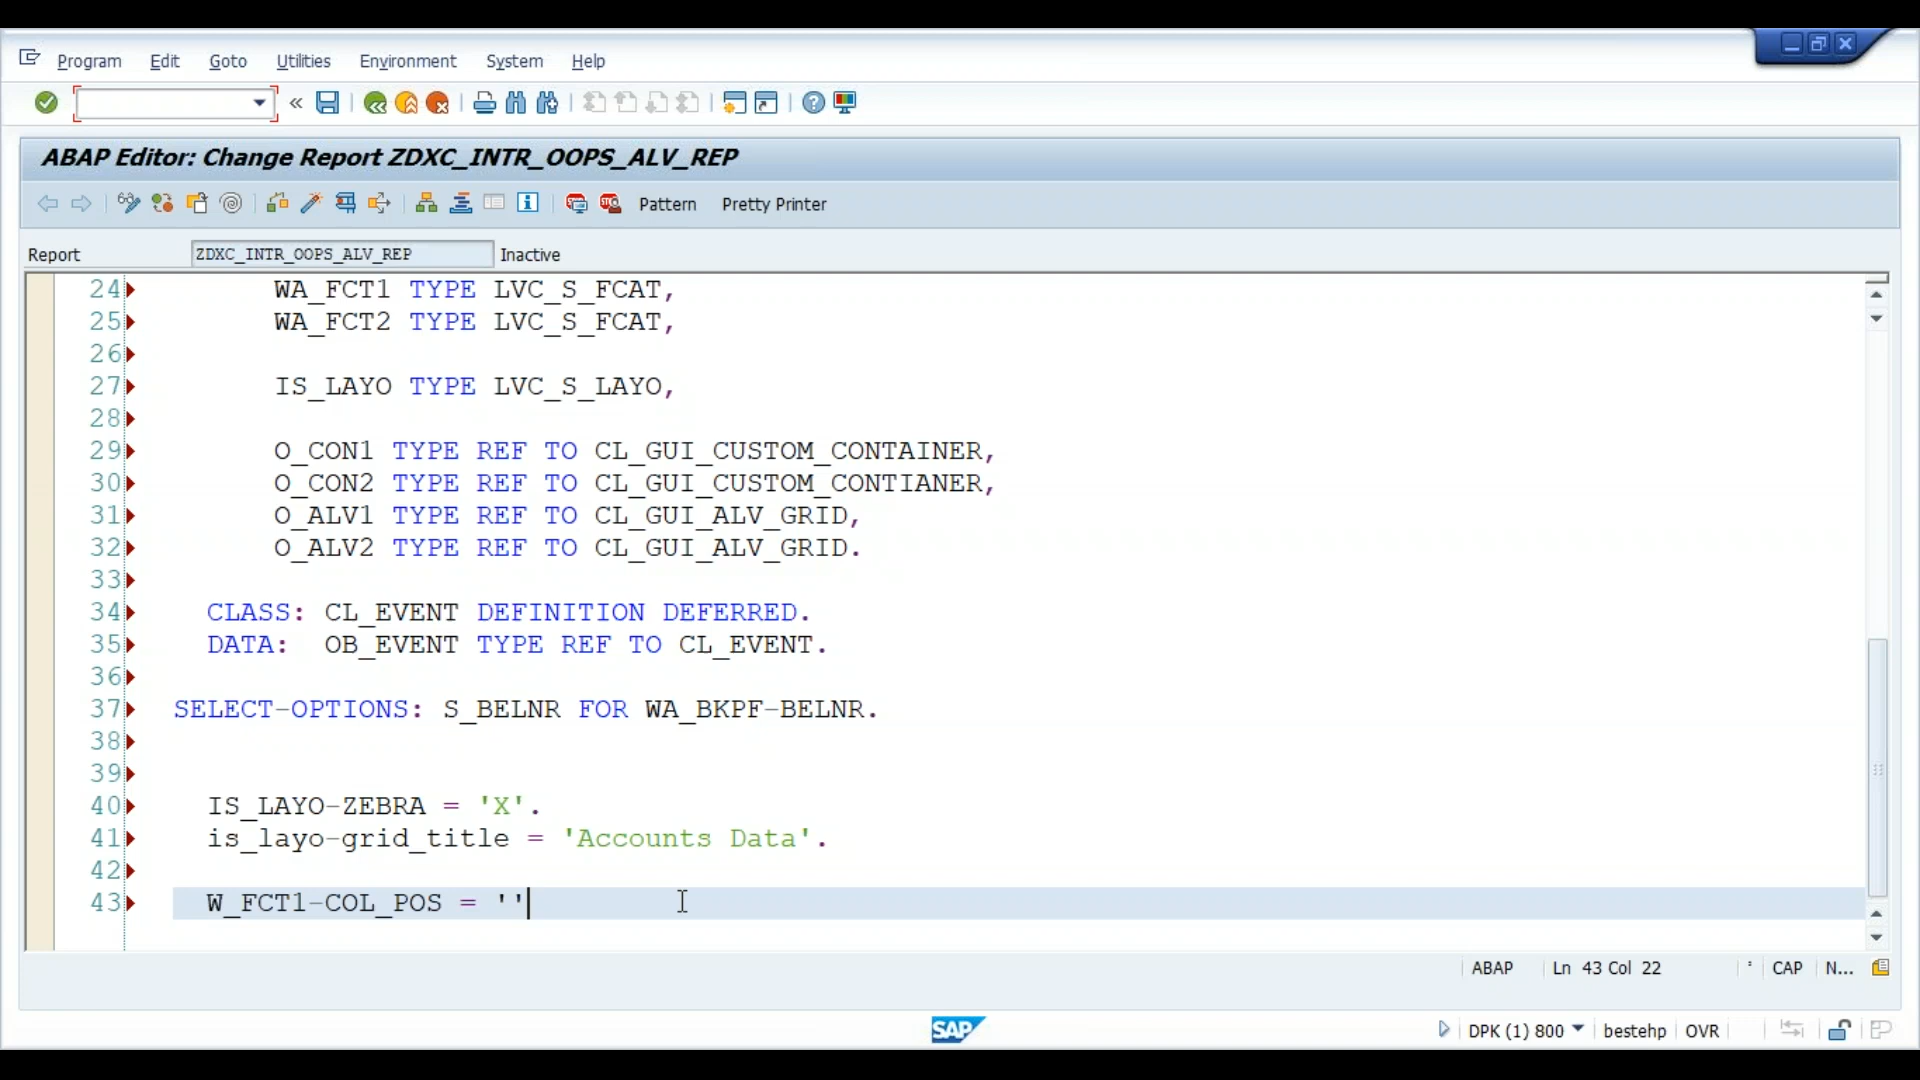 Program Edit Goto Utilities Environment System Help
ABAP Editor: Change Report ZDXC_INTR_OOPS_ALV_REP
Pattern Pretty Printer
Report ZDXC_INTR_OOPS_ALV_REP Inactive
24 WA_FCT1 TYPE LVC_S_FCAT,
25 WA_FCT2 TYPE LVC_S_FCAT,
26
27 IS_LAYO TYPE LVC_S_LAYO,
28
29 O_CON1 TYPE REF TO CL_GUI_CUSTOM_CONTAINER,
30 O_CON2 TYPE REF TO CL_GUI_CUSTOM_CONTIANER,
31 O_ALV1 TYPE REF TO CL_GUI_ALV_GRID,
32 O_ALV2 TYPE REF TO CL_GUI_ALV_GRID.
33
34 CLASS: CL_EVENT DEFINITION DEFERRED.
35 DATA: OB_EVENT TYPE REF TO CL_EVENT.
36
37 SELECT-OPTIONS: S_BELNR FOR WA_BKPF-BELNR.
38
39
40 IS_LAYO-ZEBRA = 'X'.
41 is_layo-grid_title = 'Accounts Data'.
42
43 W_FCT1-COL_POS = ''
ABAP Ln 43 Col 22 CAP N...
SAP DPK (1) 800 bestehp OVR